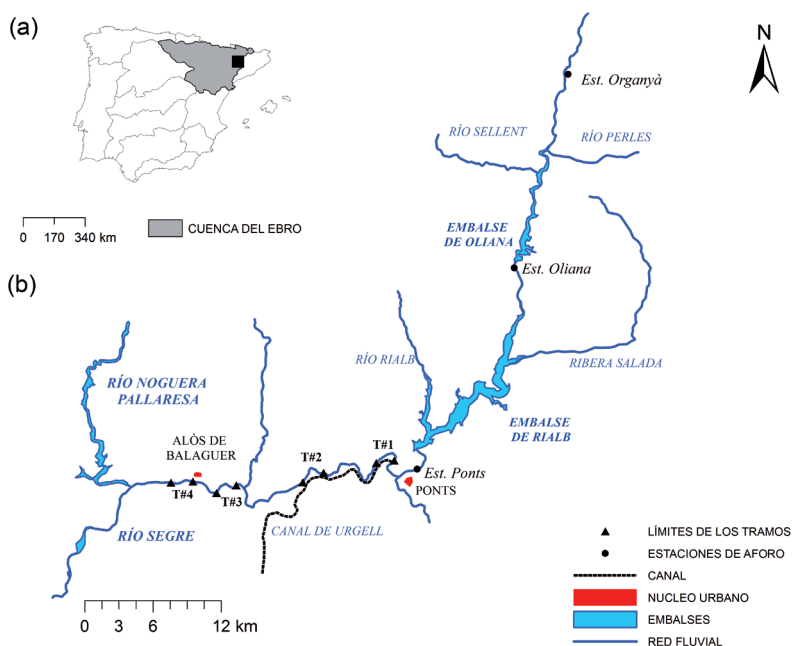 (a)
N
Est. Organyà
RÍO SELLENT
RÍO PERLES
0 170 340 km
CUENCA DEL EBRO
EMBALSE
DE OLIANA
Est. Oliana
(b)
RÍO NOGUERA
PALLARESA
RÍO RIALB
RIBERA SALADA
EMBALSE
DE RIALB
ALÒS DE
BALAGUER
T#2
T#1
Est. Ponts
PONTS
T#4
T#3
RÍO SEGRE
CANAL DE URGELL
LÍMITES DE LOS TRAMOS
ESTACIONES DE AFORO
CANAL
NUCLEO URBANO
EMBALSES
RED FLUVIAL
0 3 6 12 km